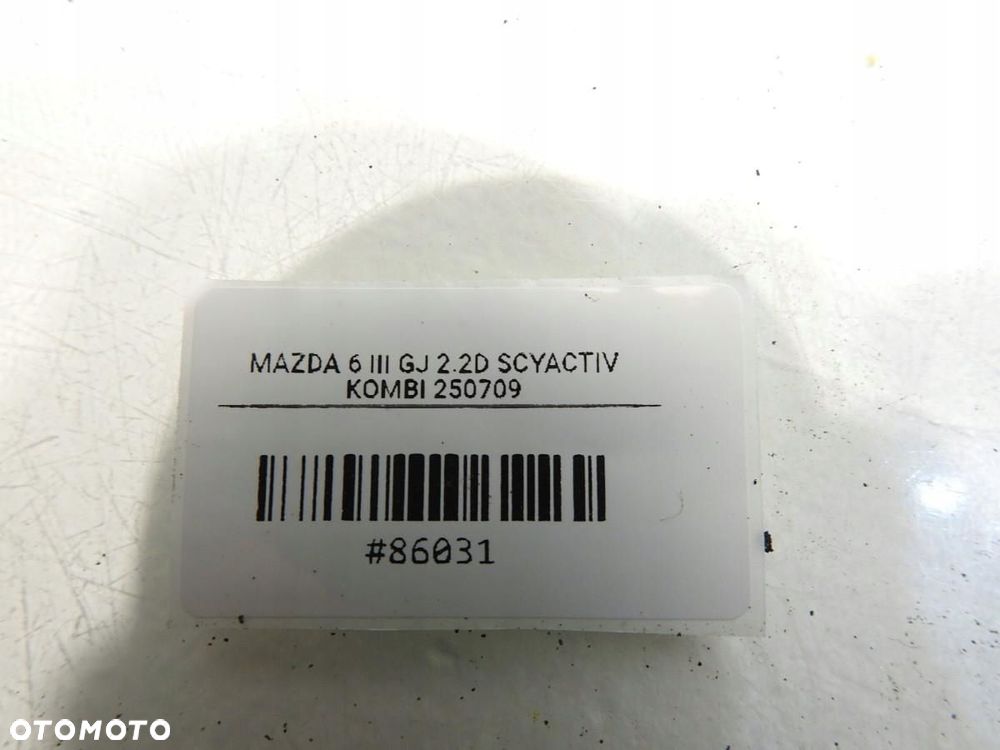 MAZDA 6 III GJ 2.2D SCYACTIV
KOMBI 250709
#86031
OTOMOTO